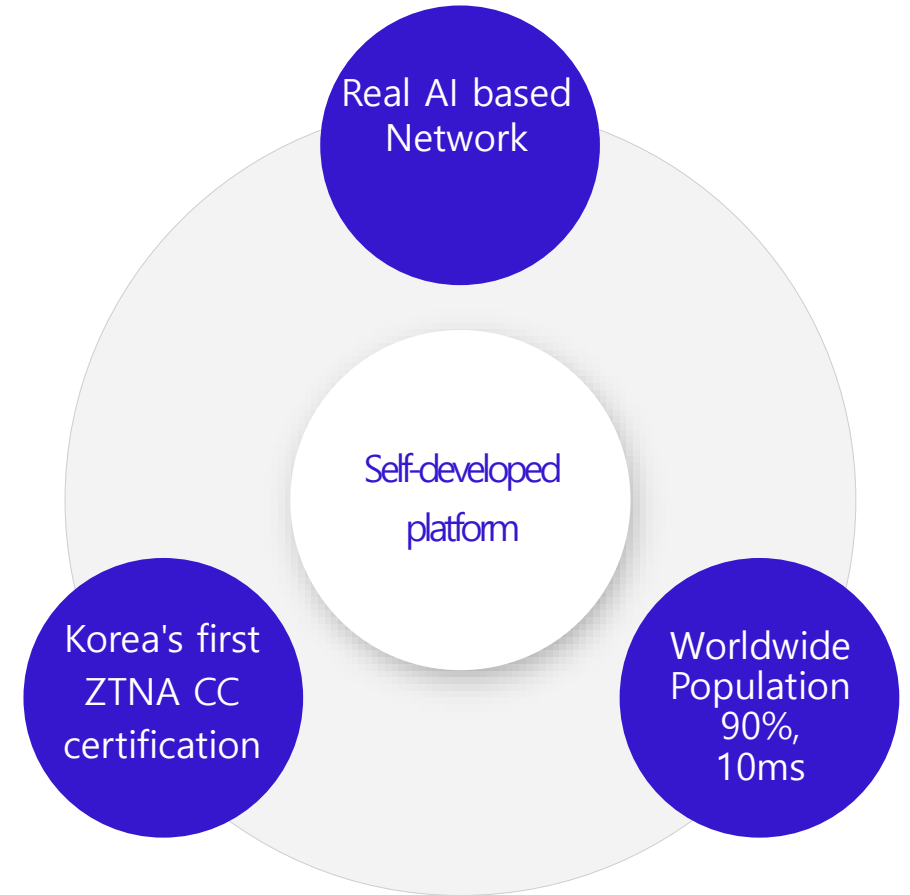 Real AI based
Network
Self-developed
platform
Korea's first
ZTNA CC
certification
Worldwide
Population
90%,
10ms